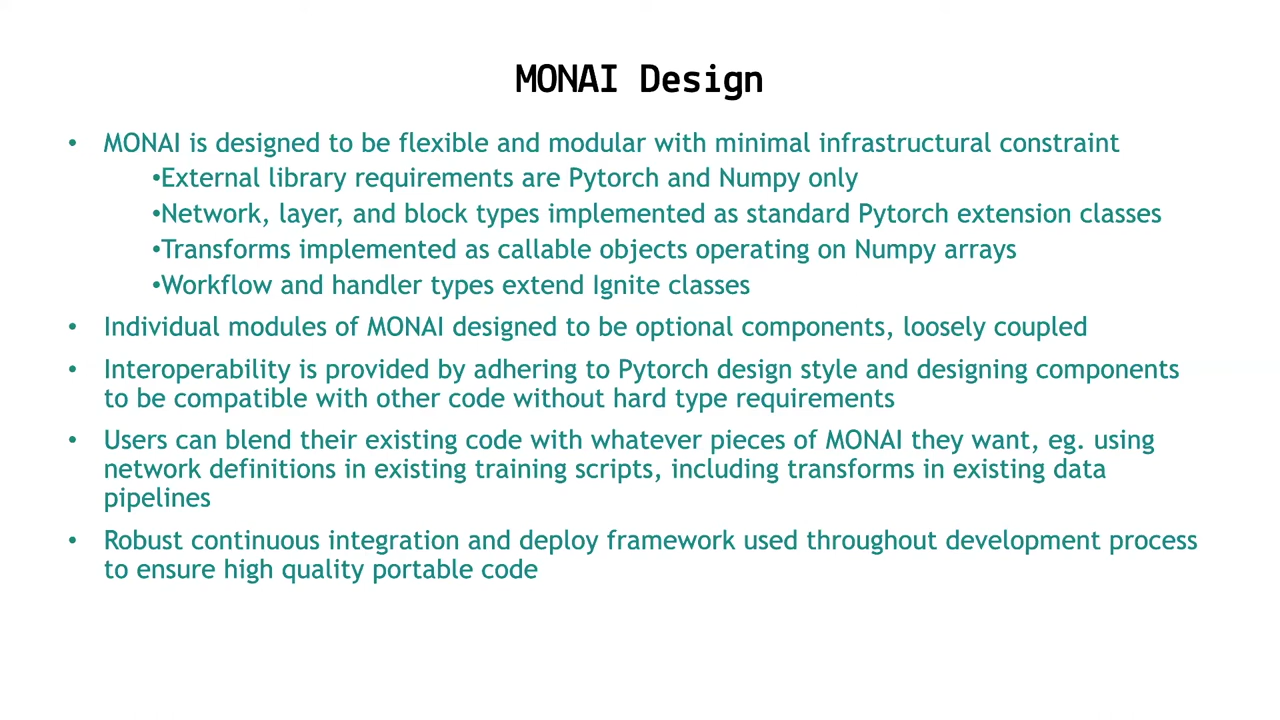 MONAI Design
• MONAI is designed to be flexible and modular with minimal infrastructural constraint
•External library requirements are Pytorch and Numpy only
•Network, layer, and block types implemented as standard Pytorch extension classes
•Transforms implemented as callable objects operating on Numpy arrays
•Workflow and handler types extend Ignite classes
• Individual modules of MONAI designed to be optional components, loosely coupled
• Interoperability is provided by adhering to Pytorch design style and designing components
to be compatible with other code without hard type requirements
• Users can blend their existing code with whatever pieces of MONAI they want, eg. using
network definitions in existing training scripts, including transforms in existing data
pipelines
• Robust continuous integration and deploy framework used throughout development process
to ensure high quality portable code